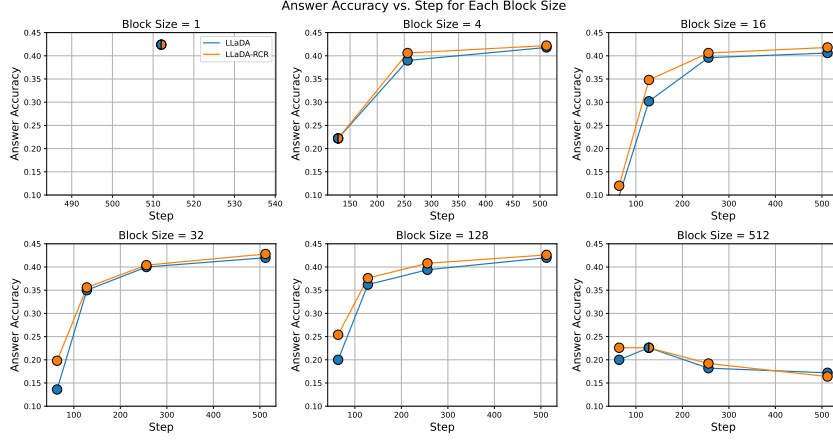 Answer Accuracy vs. Step for Each Block Size
Block Size = 1
Answer Accuracy
0.45
0.40
0.35
0.30
0.25
0.20
0.15
0.10
490 500 510 520 530 540
Step
LLaDA
LLaDA-RCR
Block Size = 4
Answer Accuracy
0.45
0.40
0.35
0.30
0.25
0.20
0.15
0.10
150 200 250 300 350 400 450 500
Step
Block Size = 16
Answer Accuracy
0.45
0.40
0.35
0.30
0.25
0.20
0.15
0.10
100 200 300 400 500
Step
Block Size = 32
Answer Accuracy
0.45
0.40
0.35
0.30
0.25
0.20
0.15
0.10
100 200 300 400 500
Step
Block Size = 128
Answer Accuracy
0.45
0.40
0.35
0.30
0.25
0.20
0.15
0.10
100 200 300 400 500
Step
Block Size = 512
Answer Accuracy
0.45
0.40
0.35
0.30
0.25
0.20
0.15
0.10
100 200 300 400 500
Step